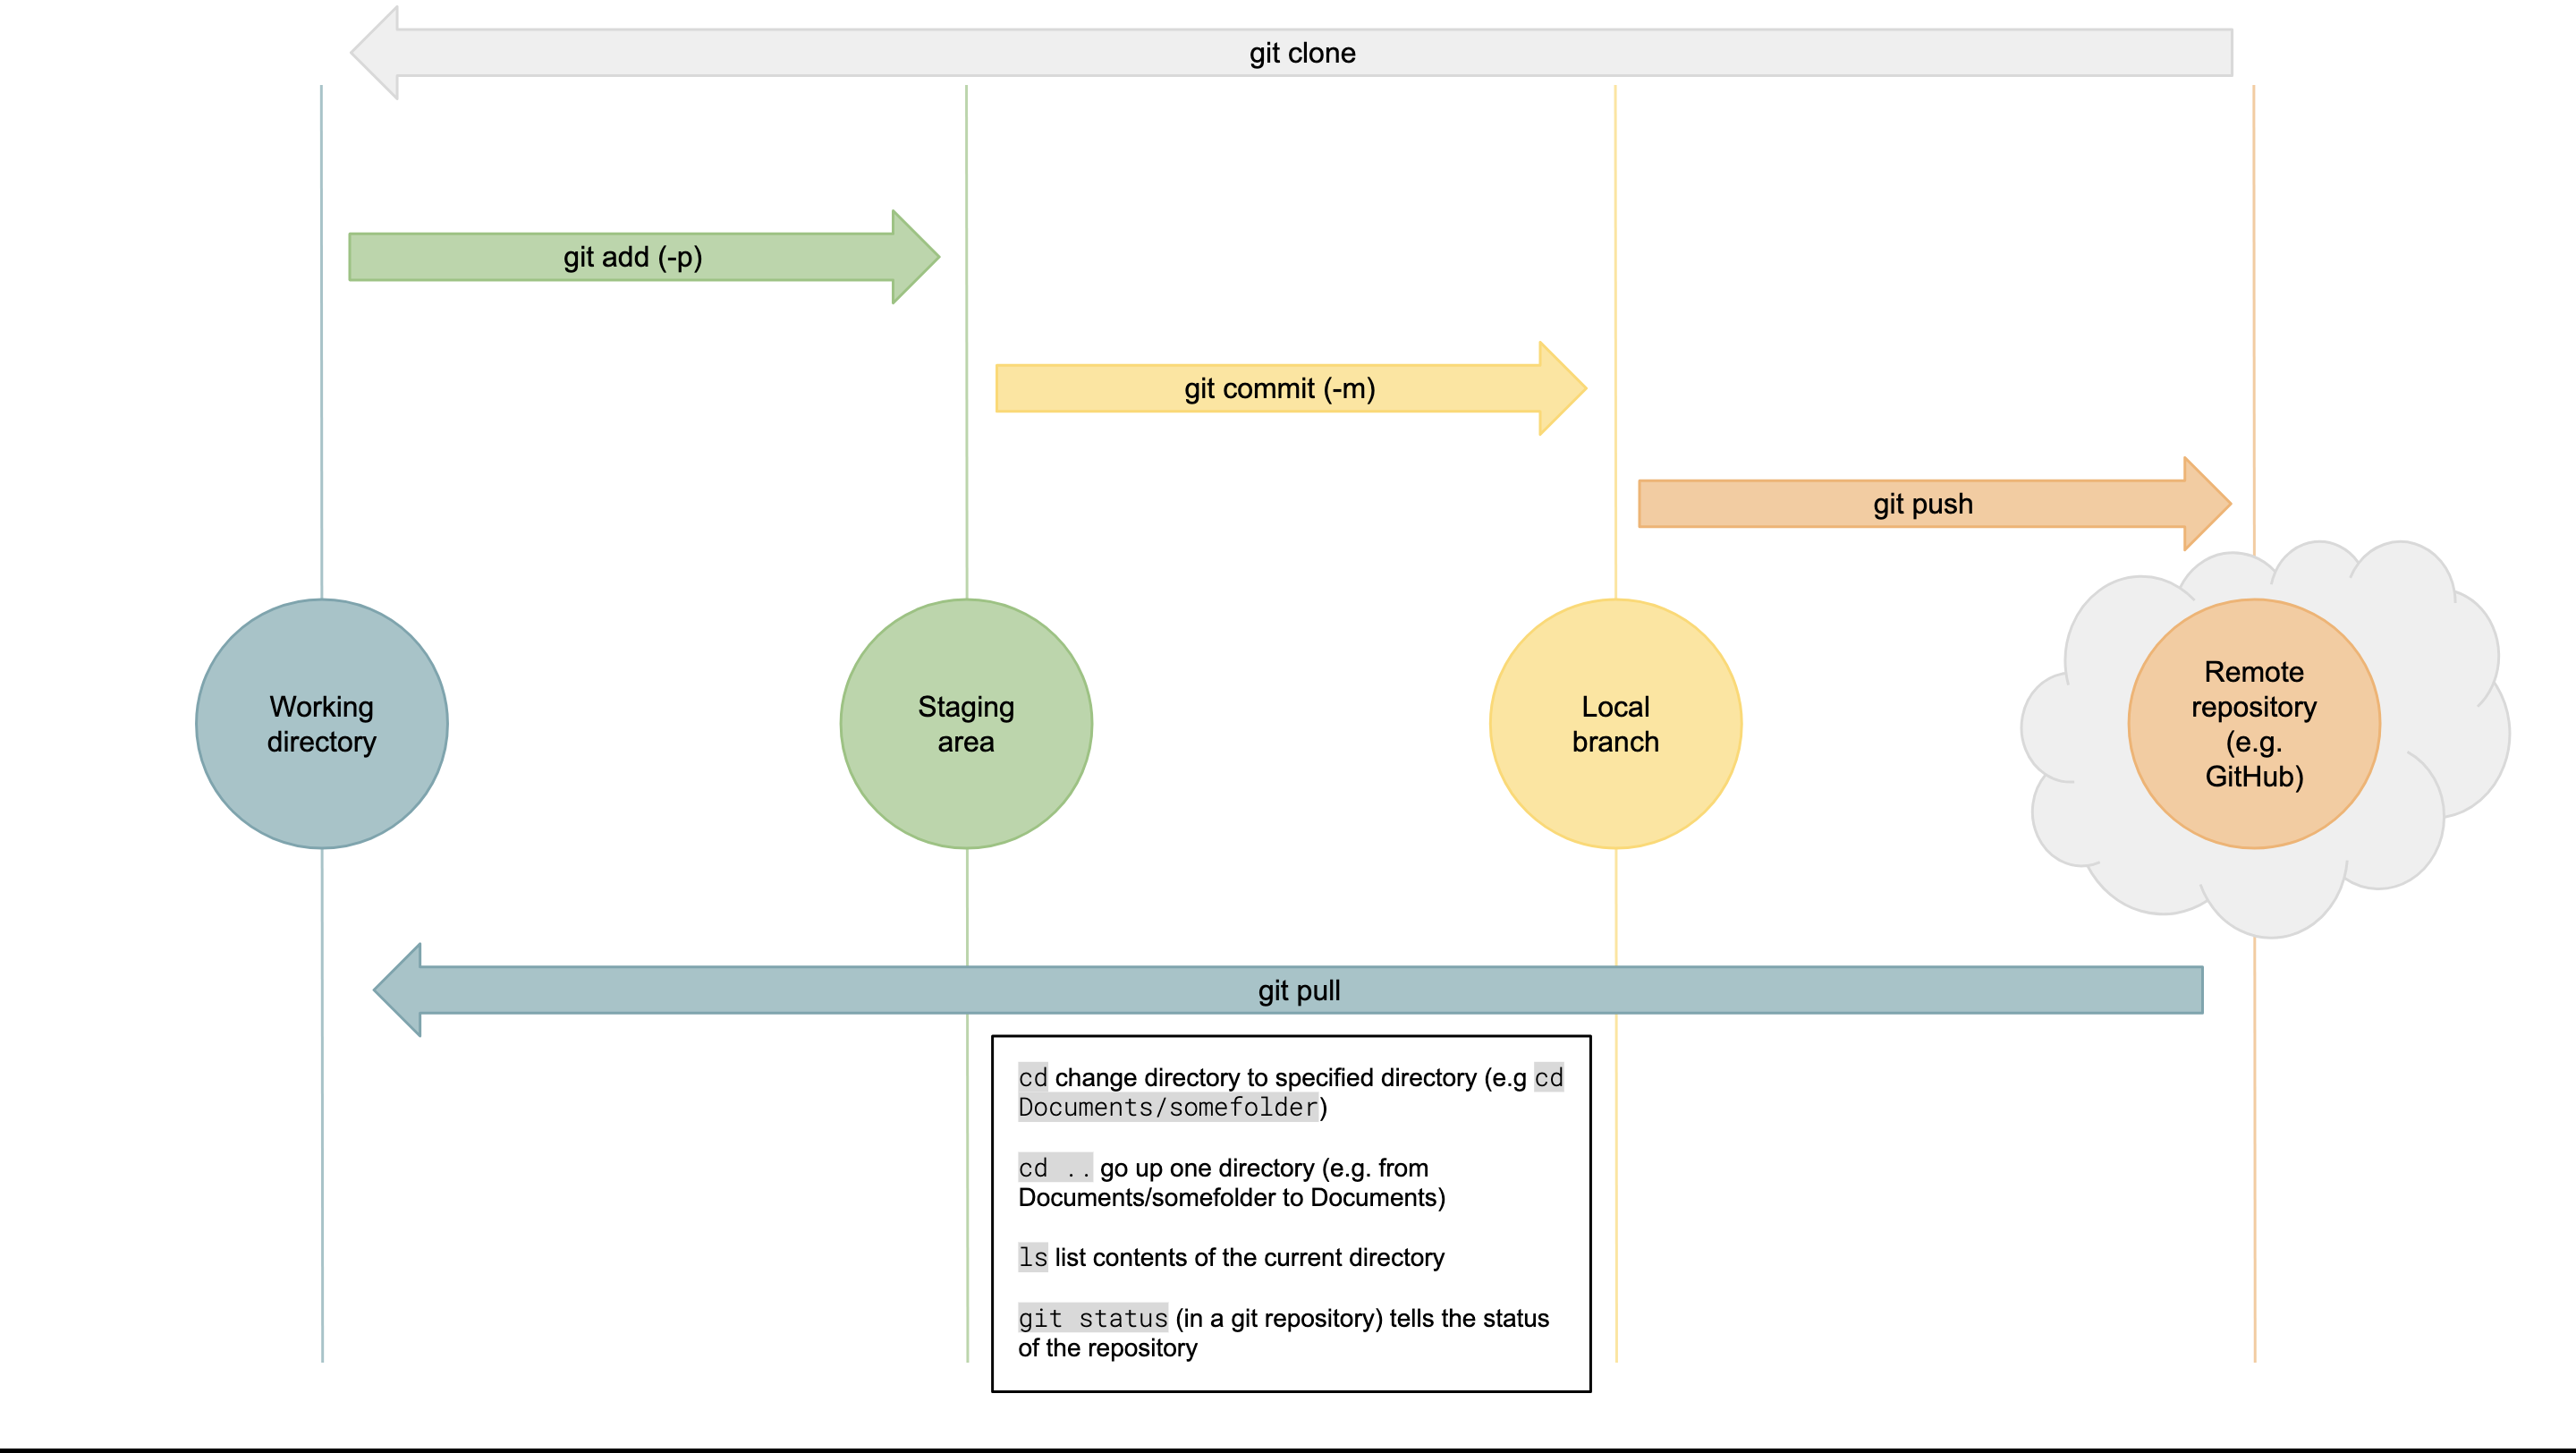 git clone
git add (-p)
git commit (-m)
git push
Working
directory
Staging
area
Local
branch
Remote
repository
(e.g.
GitHub)
git pull
cd change directory to specified directory (e.g cd
Documents/somefolder)
cd .. go up one directory (e.g. from
Documents/somefolder to Documents)
ls list contents of the current directory
git status (in a git repository) tells the status
of the repository